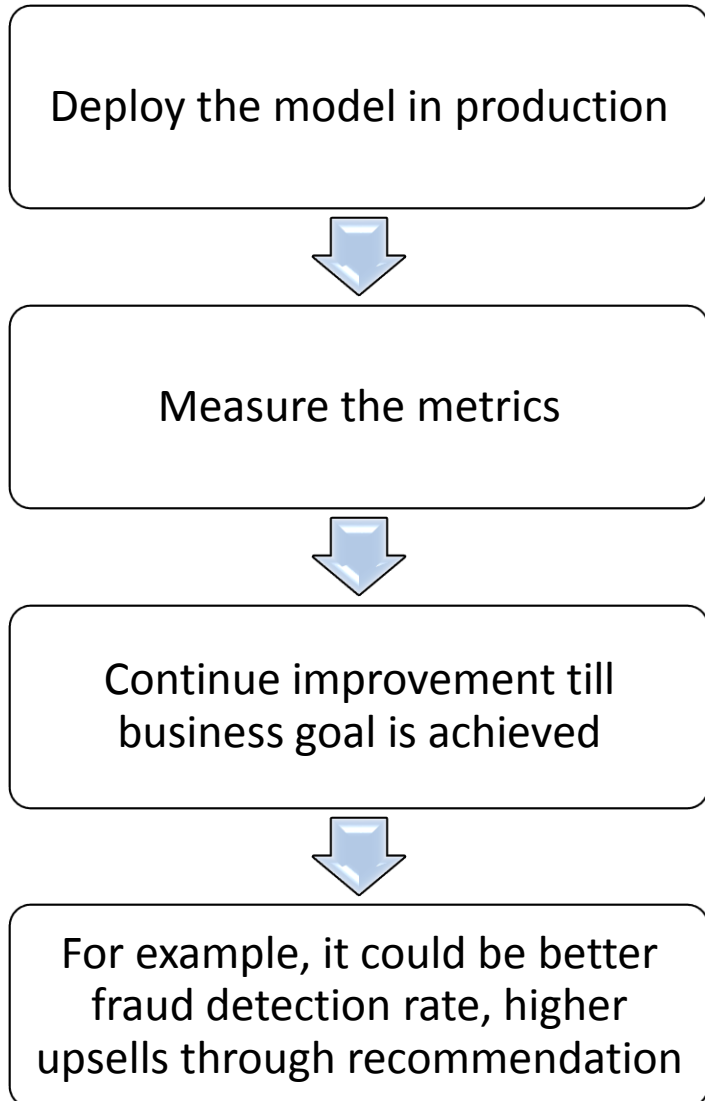 Deploy the model in production
Measure the metrics
Continue improvement till
business goal is achieved
For example, it could be better
fraud detection rate, higher
upsells through recommendation